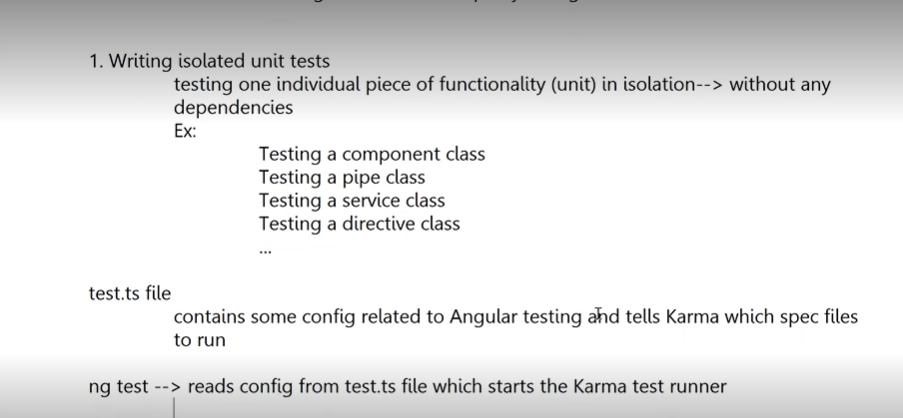 1. Writing isolated unit tests
testing one individual piece of functionality (unit) in isolation--> without any
dependencies
Ex:
Testing a component class
Testing a pipe class
Testing a service class
Testing a directive class
...
test.ts file
contains some config related to Angular testing and tells Karma which spec files
to run
ng test --> reads config from test.ts file which starts the Karma test runner